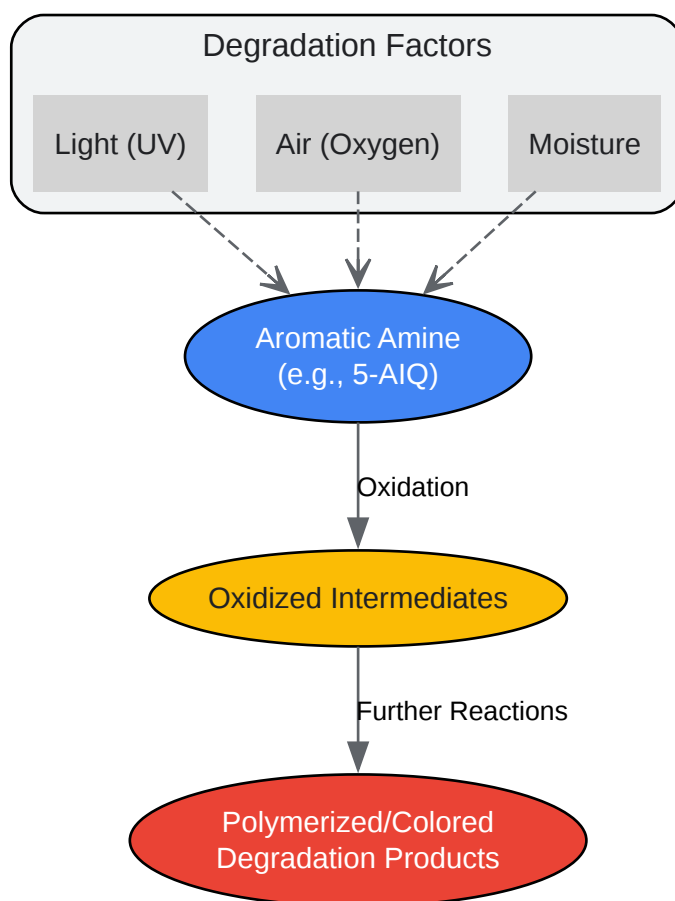 Degradation Factors
Light (UV)
Air (Oxygen)
Moisture
Aromatic Amine
(e.g., 5-AIQ)
Oxidation
Oxidized Intermediates
Further Reactions
Polymerized/Colored
Degradation Products